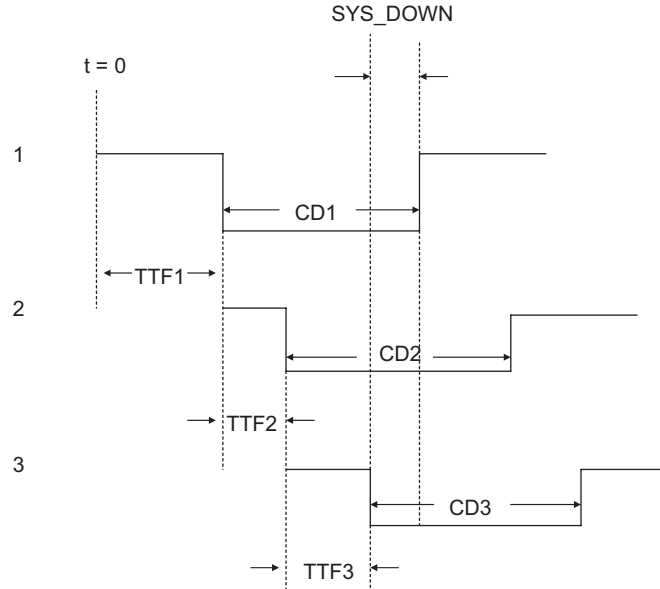 SYS_DOWN
t = 0
1
CD1
TTF1
2
CD2
TTF2
3
CD3
TTF3